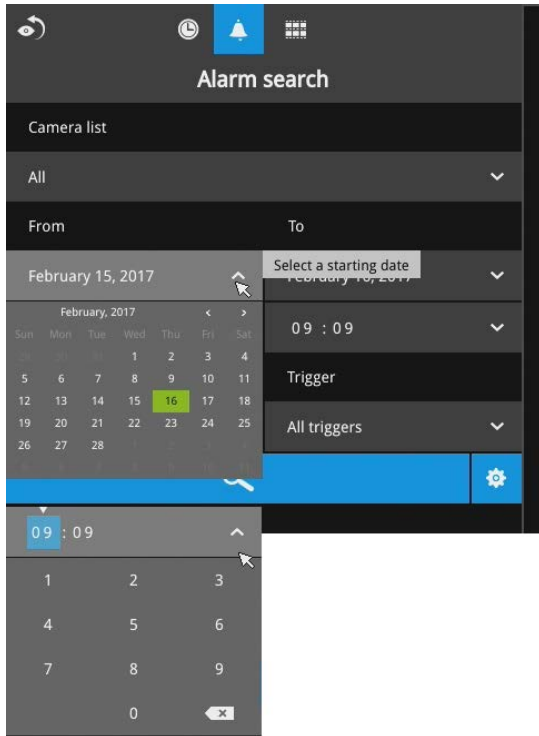 Alarm search
Camera list
All
From To
February 15, 2017
Select a starting date
February, 2017 < >
Sun Mon Tue Wed Thu Fri Sat
1 2 3 4
5 6 7 8 9 10 11
12 13 14 15 16 17 18
19 20 21 22 23 24 25
26 27 28
09 : 09
Trigger
All triggers
09 : 09
1 2 3
4 5 6
7 8 9
0